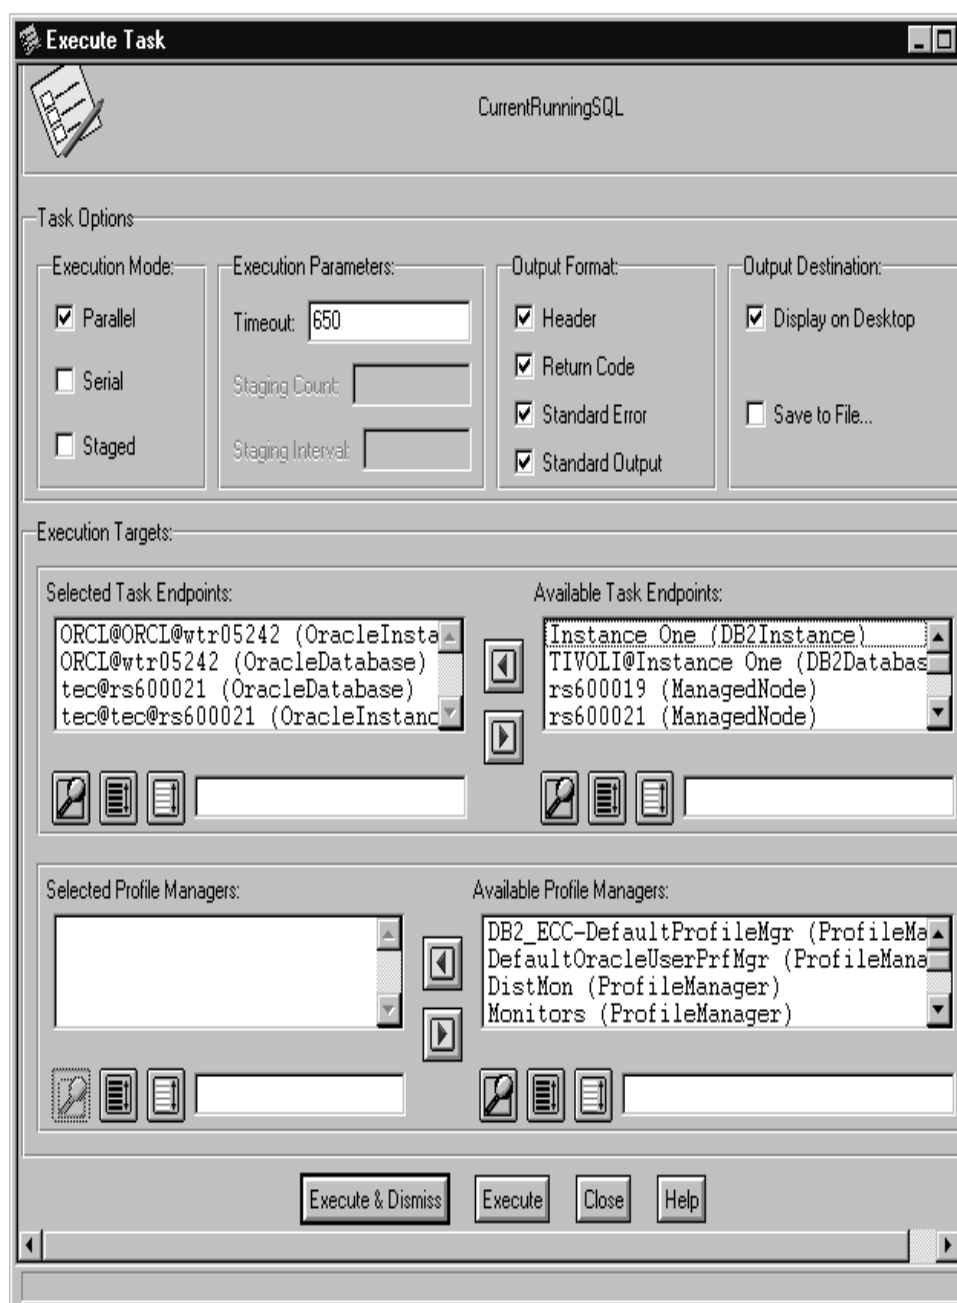 Execute Task
CurrentRunningSQL
Task Options
Execution Mode:
Parallel
Serial
Staged
Execution Parameters:
Timeout: 650
Staging Count:
Staging Interval:
Output Format:
Header
Return Code
Standard Error
Standard Output
Output Destination:
Display on Desktop
Save to File...
Execution Targets:
Selected Task Endpoints:
ORCL@ORCL@wtr05242 (OracleInsta
ORCL@wtr05242 (OracleDatabase)
tec@rs600021 (OracleDatabase)
tec@tec@rs600021 (OracleInstanc
Available Task Endpoints:
Instance One (DB2Instance)
TIVOLI@Instance One (DB2Databas
rs600019 (ManagedNode)
rs600021 (ManagedNode)
Selected Profile Managers:
Available Profile Managers:
DB2_ECC-DefaultProfileMgr (ProfileMa
DefaultOracleUserPrfMgr (ProfileMana
DistMon (ProfileManager)
Monitors (ProfileManager)
Execute & Dismiss
Execute
Close
Help